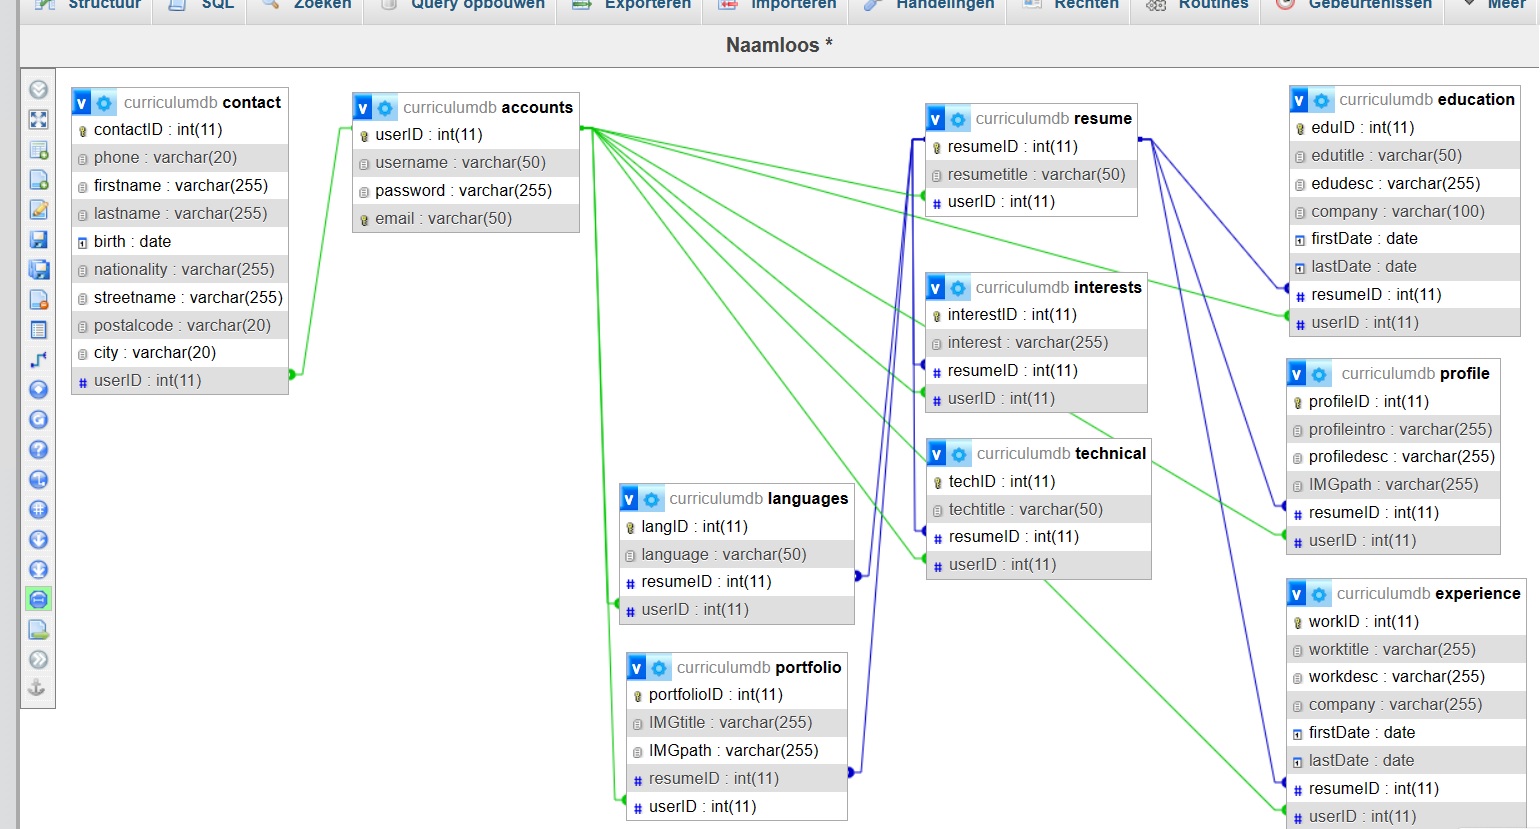 Structuur SQL Zoeken Query opbouwen Exporteren Importeren Handelingen Rechten Routines Gebeurtenissen Meer
Naamloos *
v curriculumdb contact
contactID : int(11)
phone : varchar(20)
firstname : varchar(255)
lastname : varchar(255)
birth : date
nationality : varchar(255)
streetname : varchar(255)
postalcode : varchar(20)
city : varchar(20)
# userID : int(11)
v curriculumdb accounts
userID : int(11)
username : varchar(50)
password : varchar(255)
email : varchar(50)
v curriculumdb resume
resumeID : int(11)
resumetitle : varchar(50)
# userID : int(11)
v curriculumdb interests
interestID : int(11)
interest : varchar(255)
# resumeID : int(11)
# userID : int(11)
v curriculumdb technical
techID : int(11)
techtitle : varchar(50)
# resumeID : int(11)
# userID : int(11)
v curriculumdb languages
langID : int(11)
language : varchar(50)
# resumeID : int(11)
# userID : int(11)
v curriculumdb portfolio
portfolioID : int(11)
IMGtitle : varchar(255)
IMGpath : varchar(255)
# resumeID : int(11)
# userID : int(11)
v curriculumdb education
eduID : int(11)
edutitle : varchar(50)
edudesc : varchar(255)
company : varchar(100)
firstDate : date
lastDate : date
# resumeID : int(11)
# userID : int(11)
v curriculumdb profile
profileID : int(11)
profileintro : varchar(255)
profiledesc : varchar(255)
IMGpath : varchar(255)
# resumeID : int(11)
# userID : int(11)
v curriculumdb experience
workID : int(11)
worktitle : varchar(255)
workdesc : varchar(255)
company : varchar(255)
firstDate : date
lastDate : date
# resumeID : int(11)
# userID : int(11)